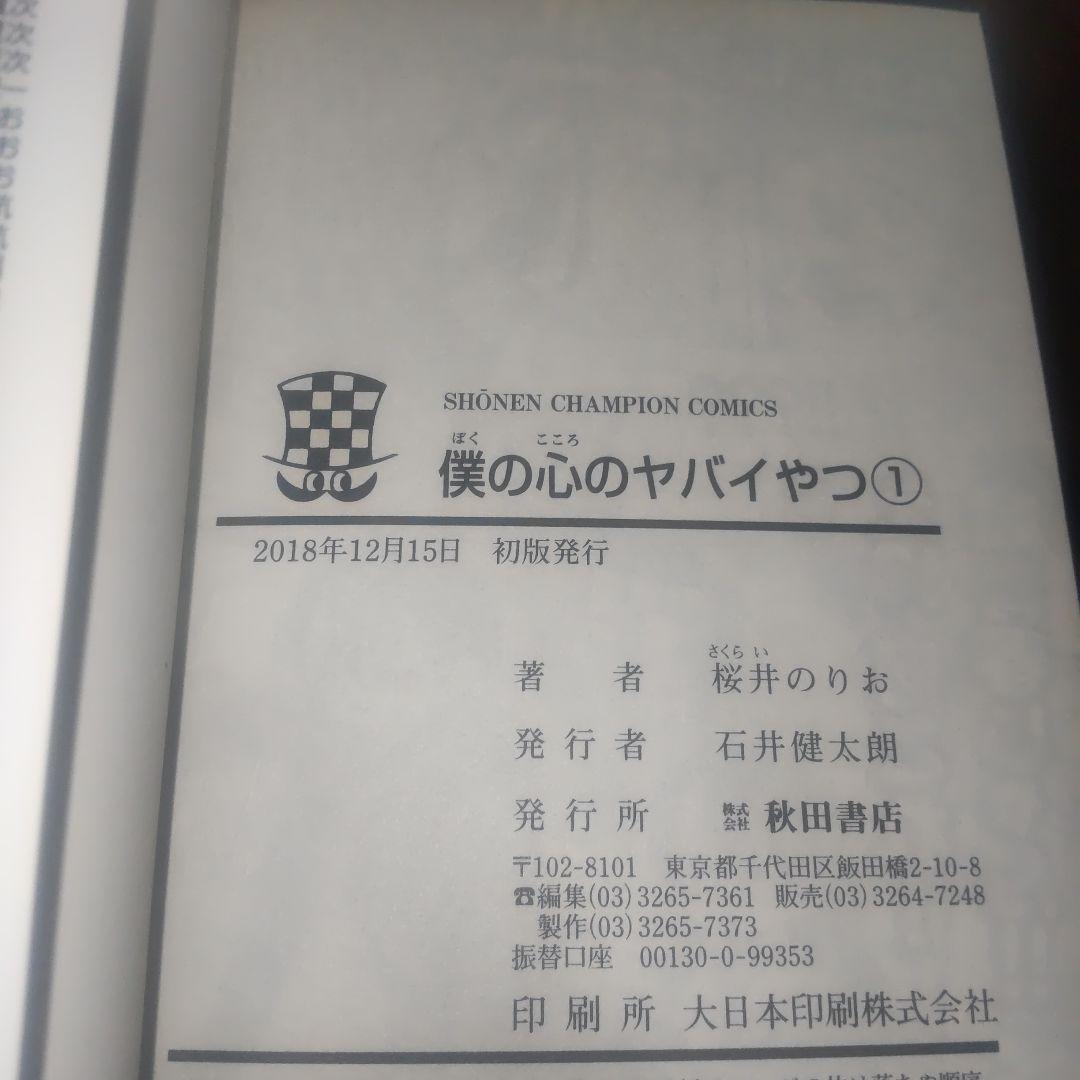 SHŌNEN CHAMPION COMICS
ぼく こころ
僕の心のヤバイやつ①
2018年12月15日 初版発行
さくら い
著者 桜井のりお
発行者 石井健太朗
発行所 株式会社 秋田書店
〒102-8101 東京都千代田区飯田橋2-10-8
☎編集(03)3265-7361 販売(03)3264-7248
製作(03)3265-7373
振替口座 00130-0-99353
印刷所 大日本印刷株式会社